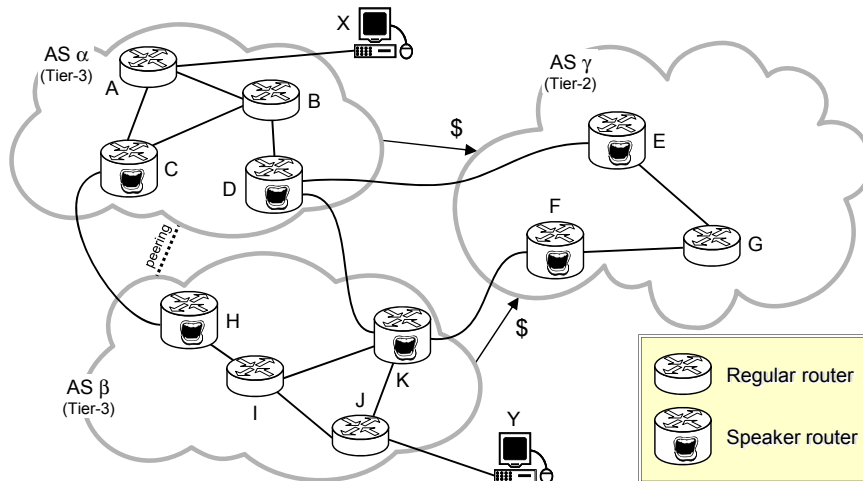 X
AS α
(Tier-3)
A
B
C
D
$
AS γ
(Tier-2)
E
F
G
peering
H
$
K
AS β
(Tier-3)
I
J
Y
Regular router
Speaker router